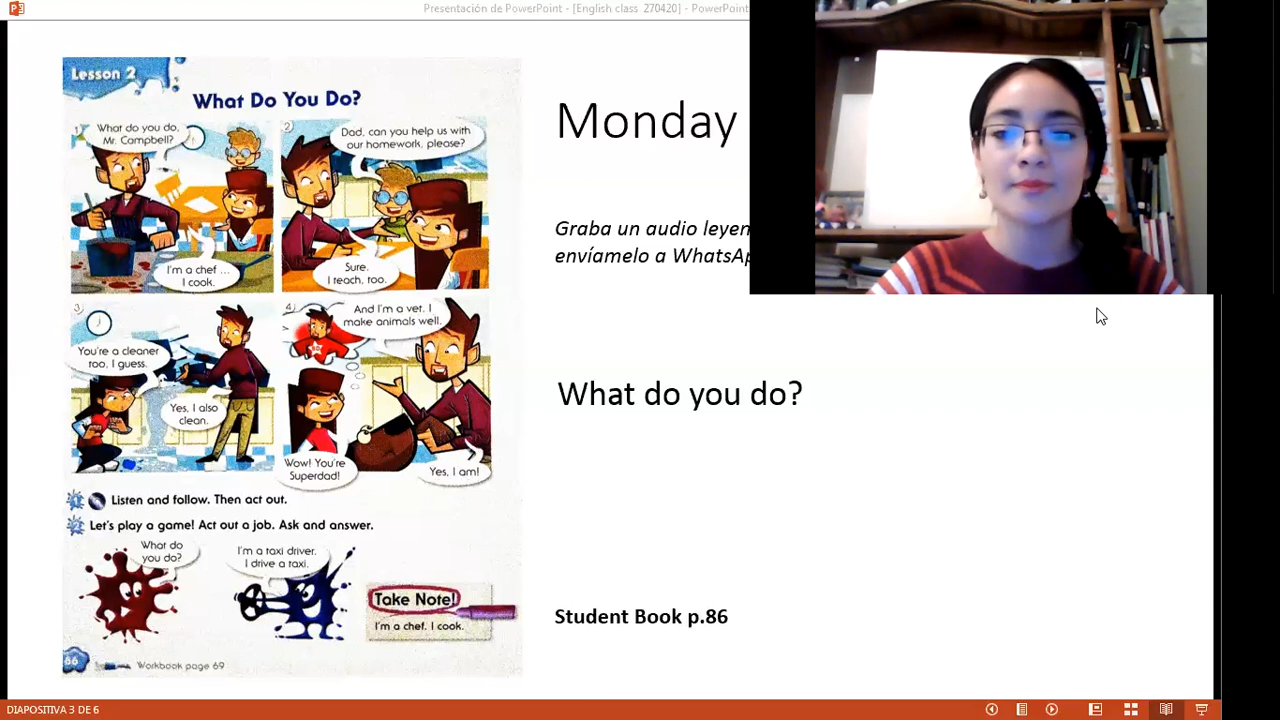 Presentación de PowerPoint - [English class 270420] - PowerPoint
Lesson 2
What Do You Do?
1
What do you do,
Mr. Campbell?
I'm a chef ...
I cook.
2
Dad, can you help us with
our homework, please?
Sure.
I teach, too.
3
You're a cleaner
too, I guess.
Yes, I also
clean.
4
And I'm a vet. I
make animals well.
Wow! You're
Superdad!
Yes, I am!
1 Listen and follow. Then act out.
2 Let's play a game! Act out a job. Ask and answer.
What do
you do?
I'm a taxi driver.
I drive a taxi.
Take Note!
I'm a chef. I cook.
86
Workbook page 69
Monday
Graba un audio
envíamelo a
What do you do?
Student Book p.86
DIAPOSITIVA 3 DE 6